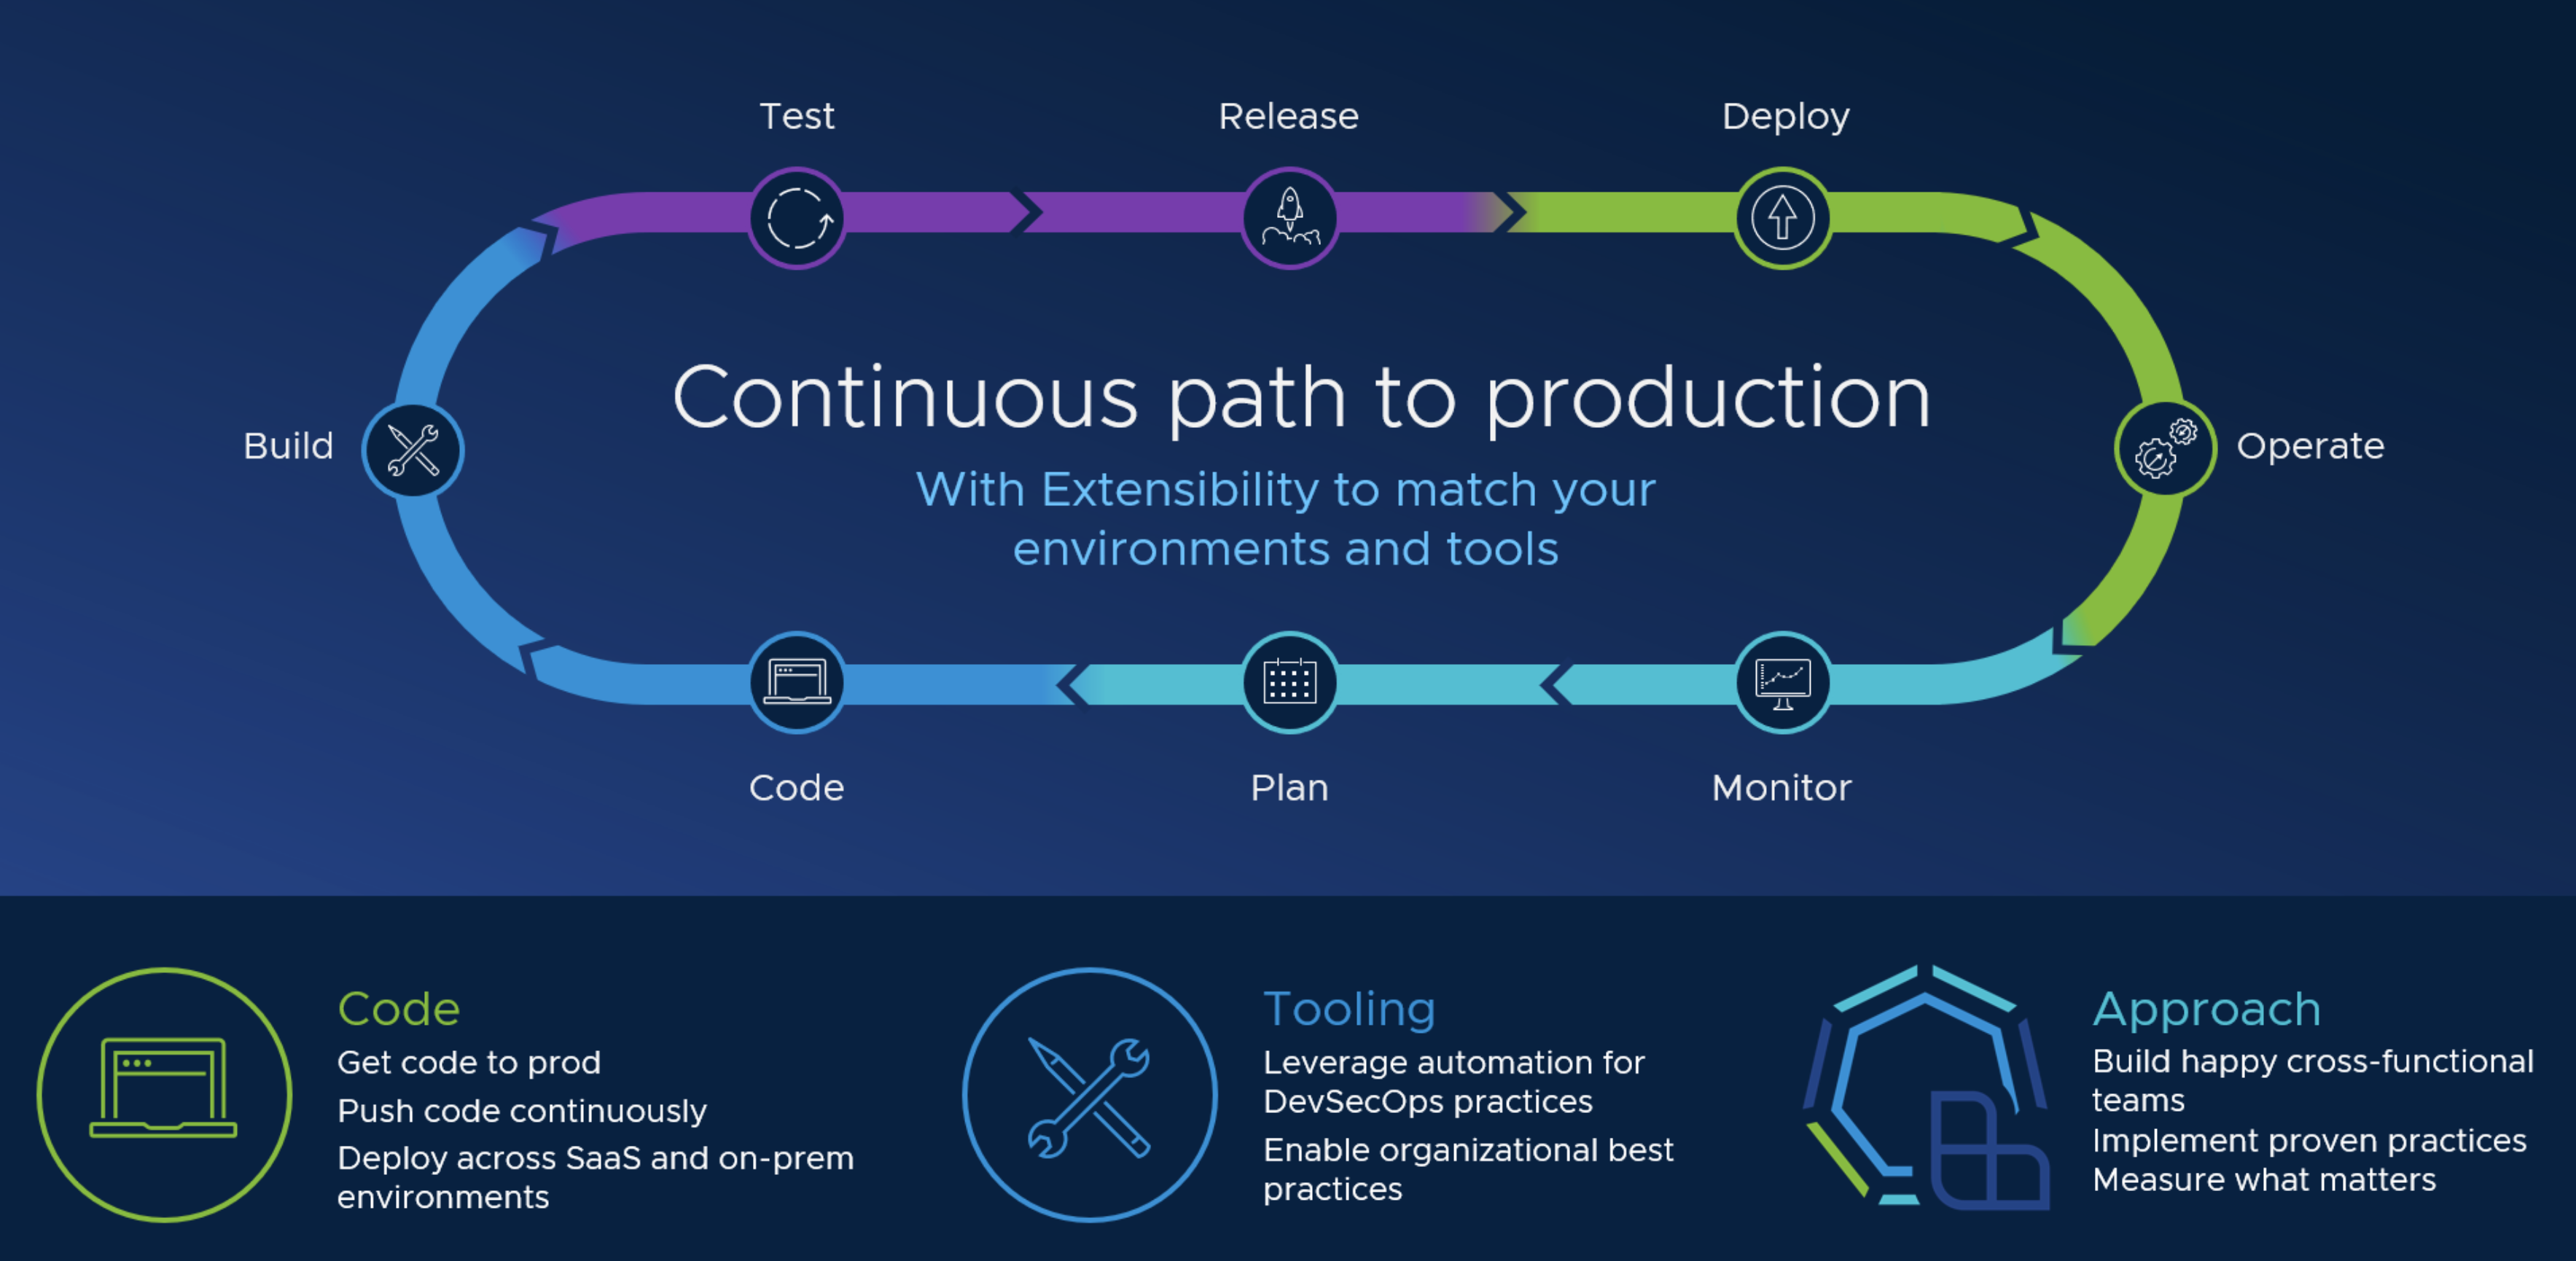 Test
Release
Deploy
Build
Continuous path to production
Operate
With Extensibility to match your
environments and tools
Code
Plan
Monitor
Code
Get code to prod
Push code continuously
Deploy across SaaS and on-prem
environments
Tooling
Leverage automation for
DevSecOps practices
Enable organizational best
practices
Approach
Build happy cross-functional
teams
Implement proven practices
Measure what matters